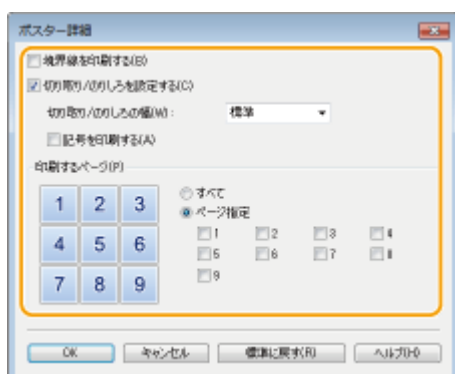 ポスター詳細
境界線を印刷する(B)
切り取り/のりしろを設定する(C)
切り取り/のりしろの幅(W) : 標準
記号を印刷する(A)
印刷するページ(P)
すべて
ページ指定
1 2 3
4 5 6
7 8 9
1 2 3 4
5 6 7 8
9
OK キャンセル 標準に戻す(R) ヘルプ(H)